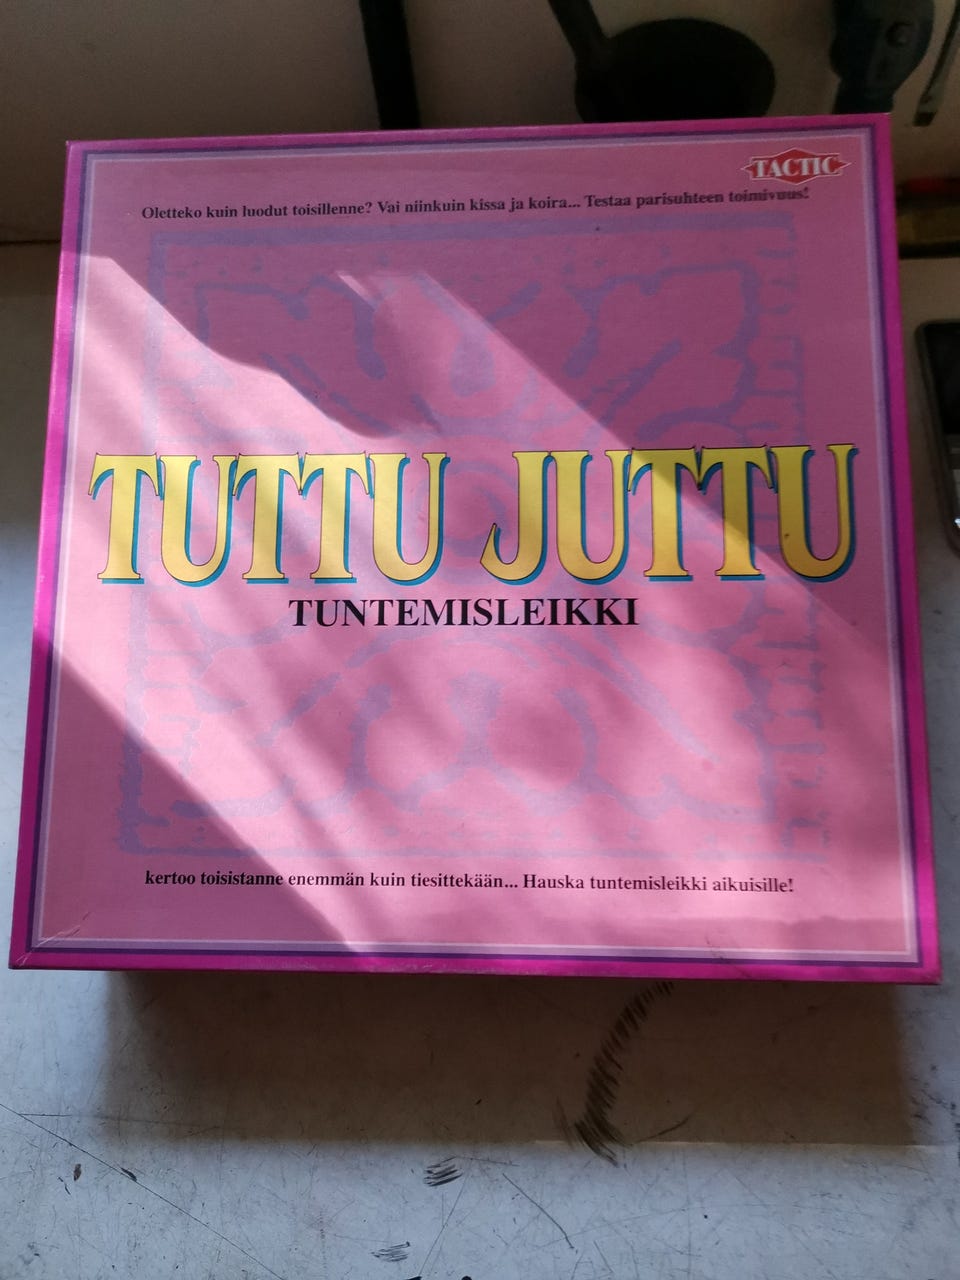 TACTIC
Oletteko kuin luodut toisillenne? Vai niinkuin kissa ja koira... Testaa parisuhteen toimivuus!
TUTTU JUTTU
TUNTEMISLEIKKI
kertoo toisistanne enemmän kuin tiesittekään... Hauska tuntemisleikki aikuisille!